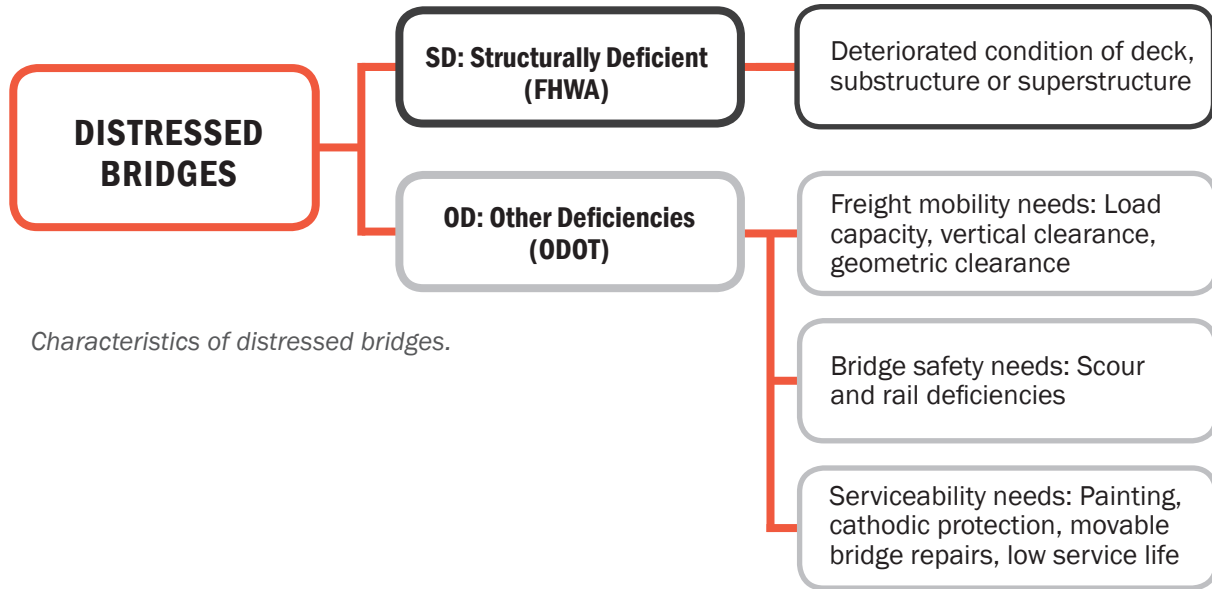 DISTRESSED
BRIDGES
SD: Structurally Deficient
(FHWA)
Deteriorated condition of deck,
substructure or superstructure
OD: Other Deficiencies
(ODOT)
Freight mobility needs: Load
capacity, vertical clearance,
geometric clearance
Bridge safety needs: Scour
and rail deficiencies
Serviceability needs: Painting,
cathodic protection, movable
bridge repairs, low service life
Characteristics of distressed bridges.